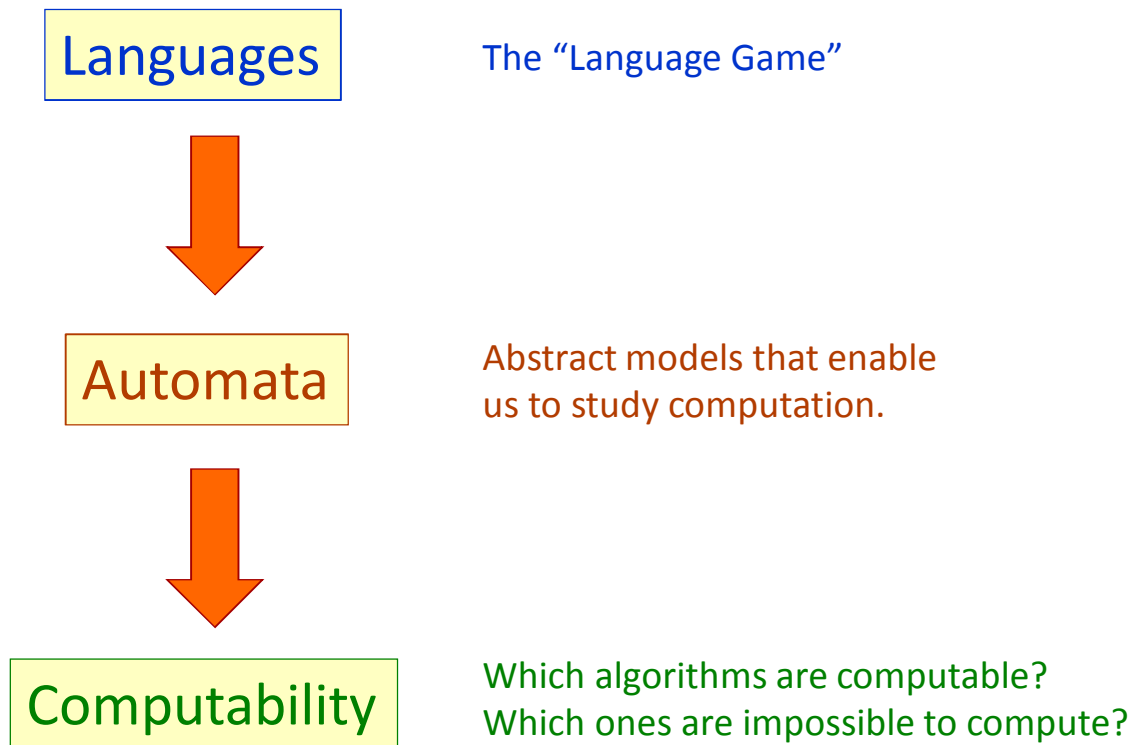 Languages
The “Language Game”
Automata
Abstract models that enable
us to study computation.
Computability
Which algorithms are computable?
Which ones are impossible to compute?